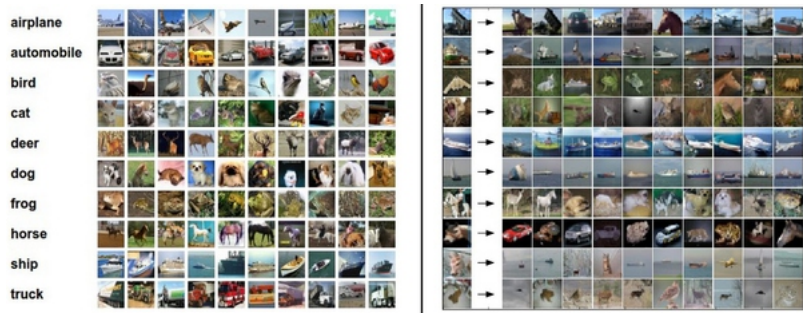 airplane
automobile
bird
cat
deer
dog
frog
horse
ship
truck